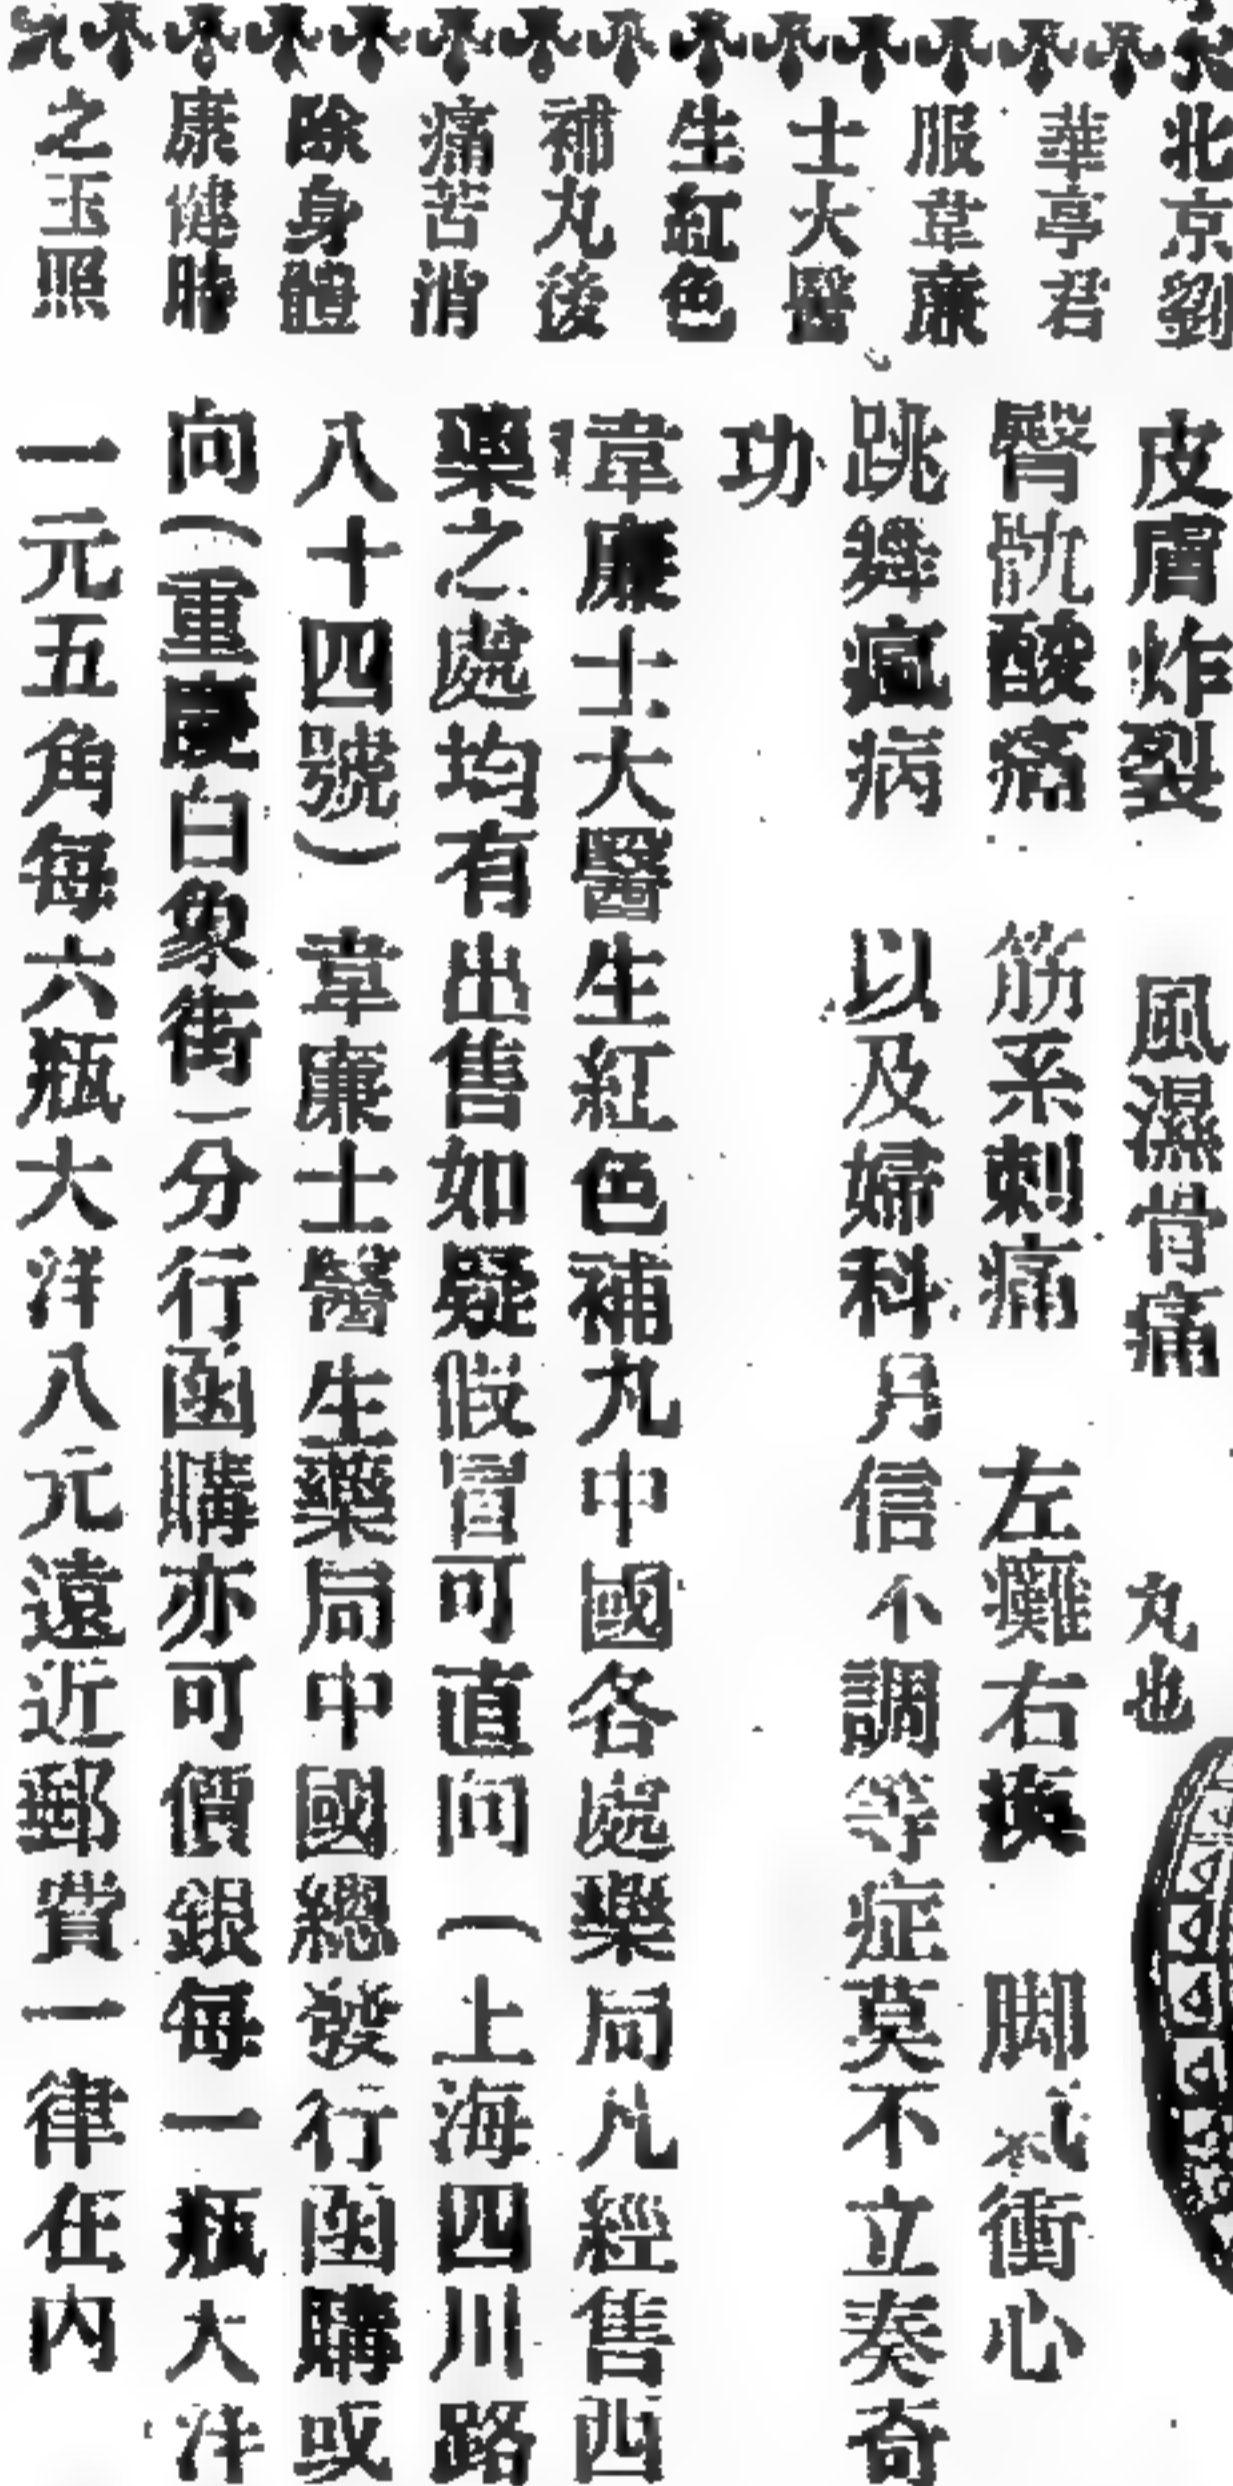 北京劉
華亭君
服韋廉
士大醫
生紅色
補丸後
痛苦消
除身體
康健時
之玉照
皮膚炸裂　風濕骨痛　丸也
臀骯酸痛　筋系刺痛　左癱右瘓　脚氣衝心
跳舞瘋病　以及婦科月信不調等症莫不立奏奇
功
韋廉士大醫生紅色補丸中國各處藥局凡經售西
藥之處均有出售如疑假冒可直向（上海四川路
八十四號）韋廉士醫生藥局中國總發行函購或
向（重慶白象街）分行函購亦可價銀每一瓶大洋
一元五角每六瓶大洋八元遠近郵費一律在內